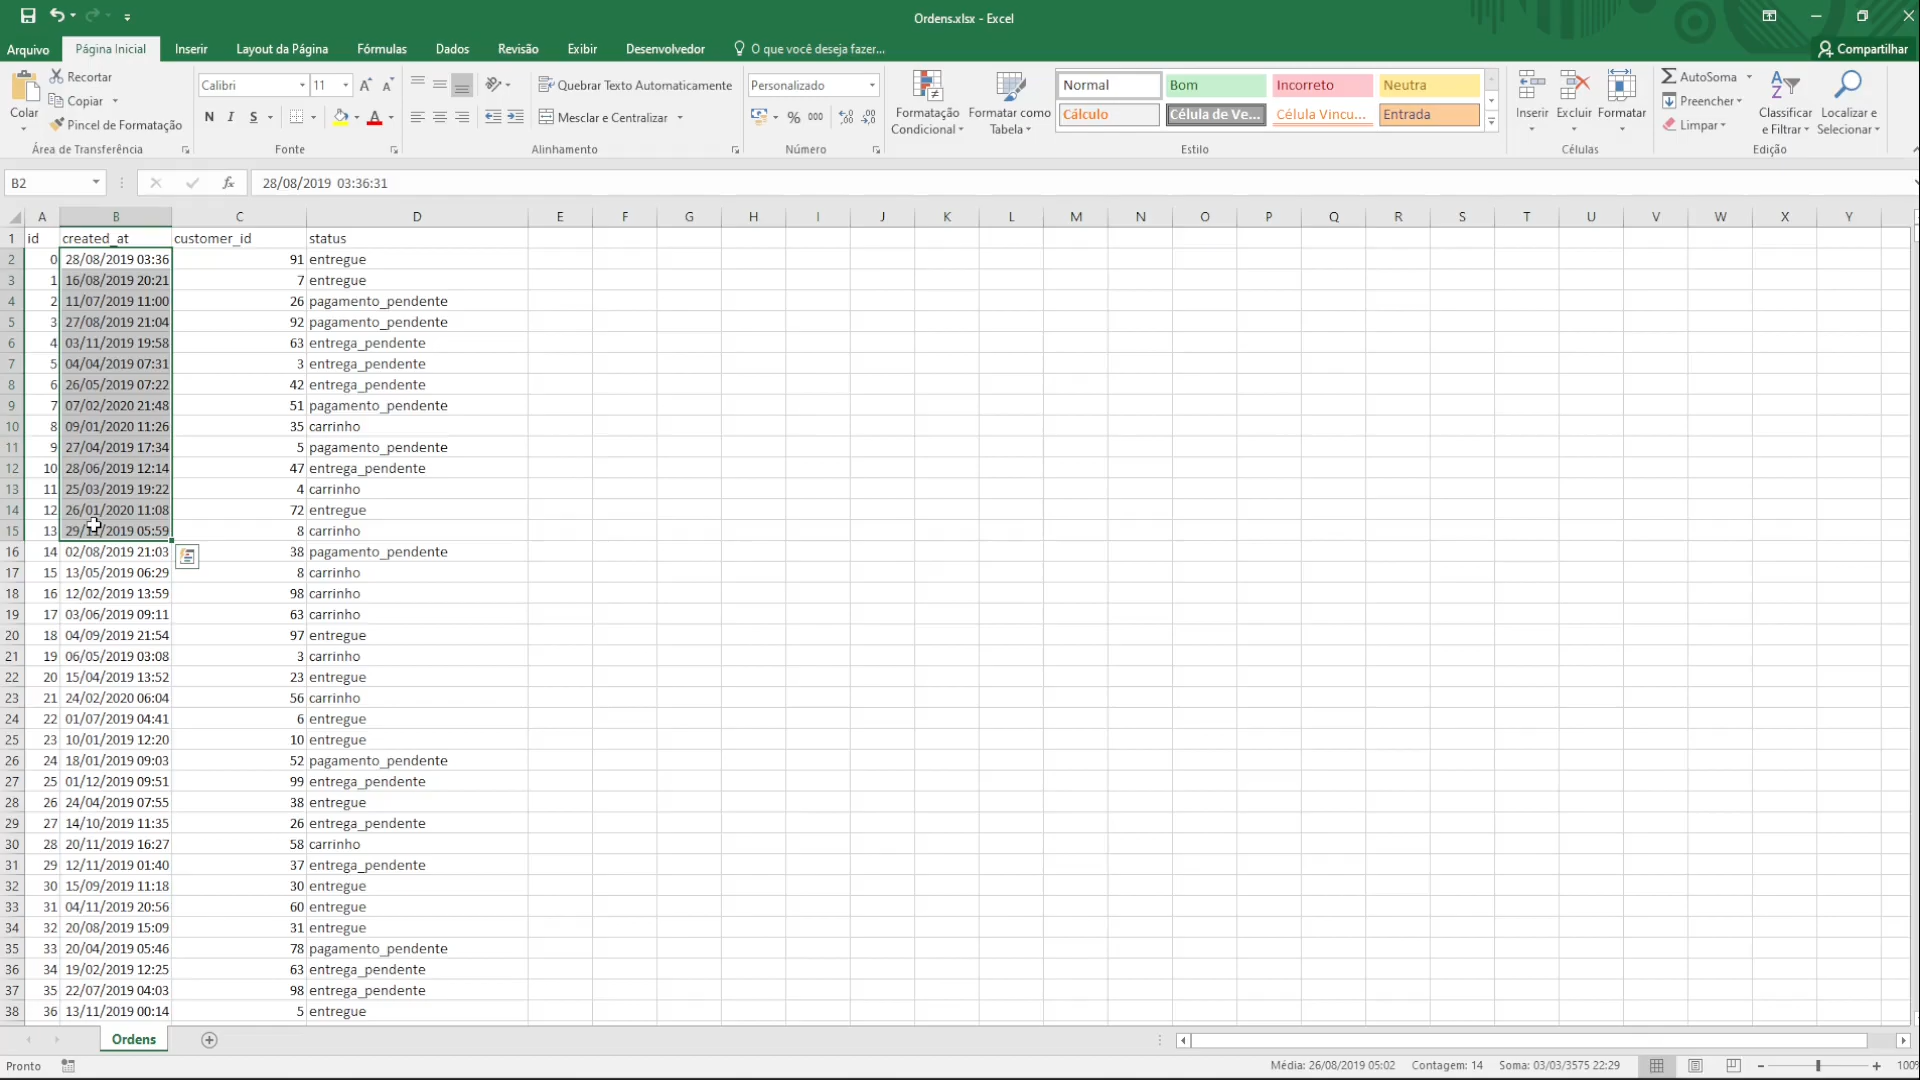 Ordens.xlsx - Excel
Arquivo Página Inicial Inserir Layout da Página Fórmulas Dados Revisão Exibir Desenvolvedor O que você deseja fazer... Compartilhar
Colar
Recortar
Copiar
Pincel de Formatação
Área de Transferência
Calibri 11
N I S
Fonte
Quebrar Texto Automaticamente
Mesclar e Centralizar
Alinhamento
Personalizado
% 000
Número
Formatação Condicional
Formatar como Tabela
Normal Bom Incorreto Neutra
Cálculo Célula de Ve... Célula Vincu... Entrada
Estilo
Inserir Excluir Formatar
Células
AutoSoma
Preencher
Limpar
Classificar e Filtrar
Localizar e Selecionar
Edição
B2 fx 28/08/2019 03:36:31
A B C D E F G H I J K L M N O P Q R S T U V W X Y
1 id created_at customer_id status
2 0 28/08/2019 03:36 91 entregue
3 1 16/08/2019 20:21 7 entregue
4 2 11/07/2019 11:00 26 pagamento_pendente
5 3 27/08/2019 21:04 92 pagamento_pendente
6 4 03/11/2019 19:58 63 entrega_pendente
7 5 04/04/2019 07:31 3 entrega_pendente
8 6 26/05/2019 07:22 42 entrega_pendente
9 7 07/02/2020 21:48 51 pagamento_pendente
10 8 09/01/2020 11:26 35 carrinho
11 9 27/04/2019 17:34 5 pagamento_pendente
12 10 28/06/2019 12:14 47 entrega_pendente
13 11 25/03/2019 19:22 4 carrinho
14 12 26/01/2020 11:08 72 entregue
15 13 29/11/2019 05:59 8 carrinho
16 14 02/08/2019 21:03 38 pagamento_pendente
17 15 13/05/2019 06:29 8 carrinho
18 16 12/02/2019 13:59 98 carrinho
19 17 03/06/2019 09:11 63 carrinho
20 18 04/09/2019 21:54 97 entregue
21 19 06/05/2019 03:08 3 carrinho
22 20 15/04/2019 13:52 23 entregue
23 21 24/02/2020 06:04 56 carrinho
24 22 01/07/2019 04:41 6 entregue
25 23 10/01/2019 12:20 10 entregue
26 24 18/01/2019 09:03 52 pagamento_pendente
27 25 01/12/2019 09:51 99 entrega_pendente
28 26 24/04/2019 07:55 38 entregue
29 27 14/10/2019 11:35 26 entrega_pendente
30 28 20/11/2019 16:27 58 carrinho
31 29 12/11/2019 01:40 37 entrega_pendente
32 30 15/09/2019 11:18 30 entregue
33 31 04/11/2019 20:56 60 entregue
34 32 20/08/2019 15:09 31 entregue
35 33 20/04/2019 05:46 78 pagamento_pendente
36 34 19/02/2019 12:25 63 entrega_pendente
37 35 22/07/2019 04:03 98 entrega_pendente
38 36 13/11/2019 00:14 5 entregue
Ordens
Pronto Média: 26/08/2019 05:02 Contagem: 14 Soma: 03/03/3575 22:29 100%